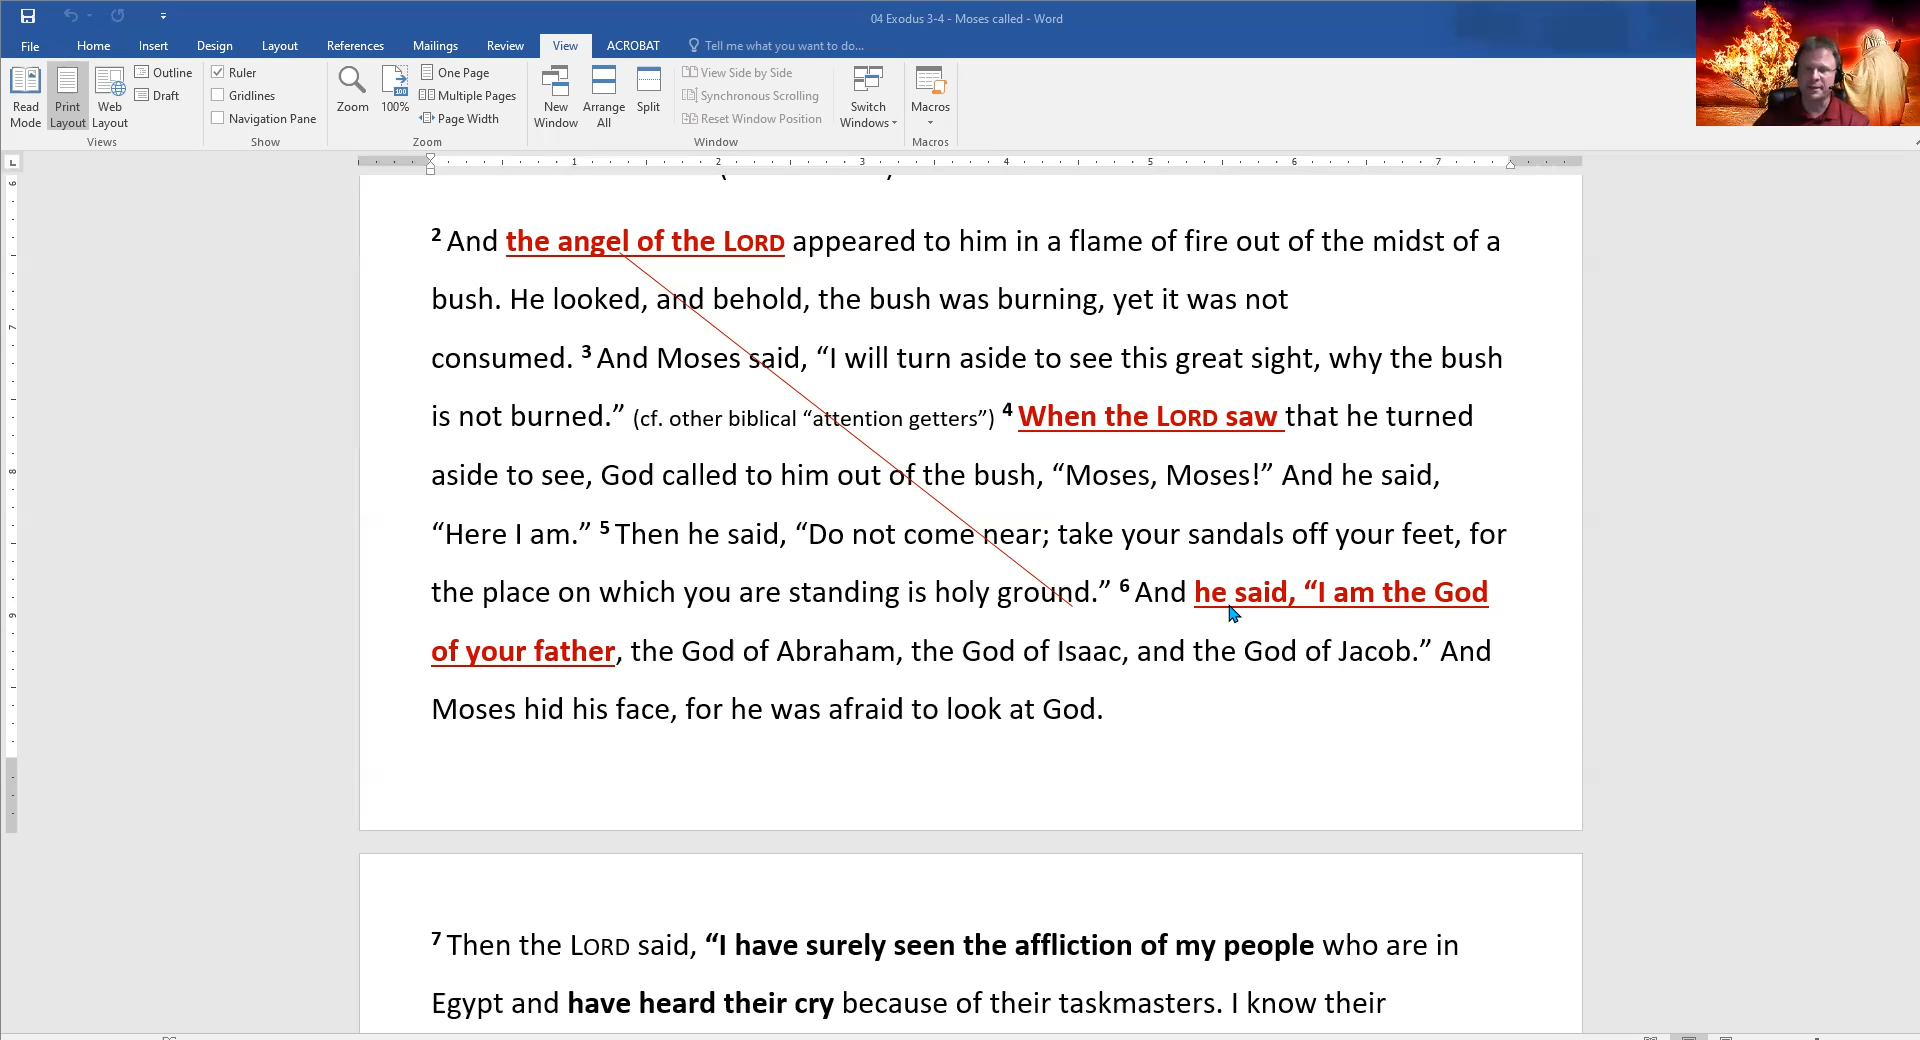 04 Exodus 3-4 - Moses called - Word
File Home Insert Design Layout References Mailings Review View ACROBAT Tell me what you want to do...
Read Mode
Print Layout
Web Layout
Outline
Draft
Views
Ruler
Gridlines
Navigation Pane
Show
Zoom
100%
One Page
Multiple Pages
Page Width
Zoom
New Window
Arrange All
Split
View Side by Side
Synchronous Scrolling
Reset Window Position
Window
Switch Windows
Macros
Macros
1 2 3 4 5 6 7
6
7
8
9
2 And the angel of the LORD appeared to him in a flame of fire out of the midst of a
bush. He looked, and behold, the bush was burning, yet it was not
consumed. 3 And Moses said, “I will turn aside to see this great sight, why the bush
is not burned.” (cf. other biblical “attention getters”) 4 When the LORD saw that he turned
aside to see, God called to him out of the bush, “Moses, Moses!” And he said,
“Here I am.” 5 Then he said, “Do not come near; take your sandals off your feet, for
the place on which you are standing is holy ground.” 6 And he said, “I am the God
of your father, the God of Abraham, the God of Isaac, and the God of Jacob.” And
Moses hid his face, for he was afraid to look at God.
7 Then the LORD said, “I have surely seen the affliction of my people who are in
Egypt and have heard their cry because of their taskmasters. I know their